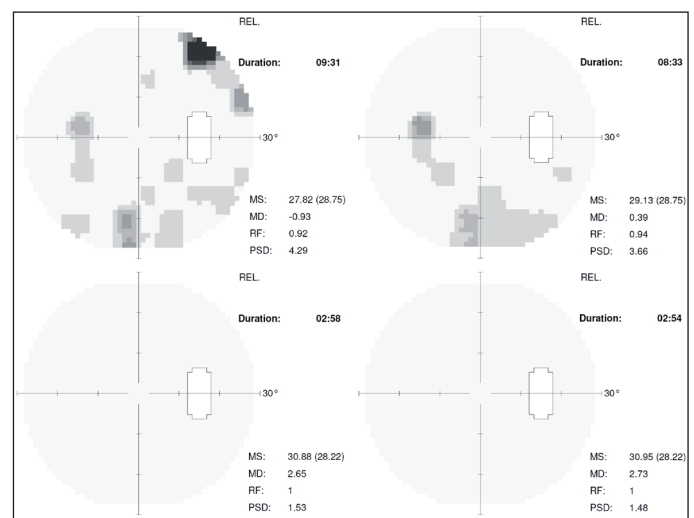 REL.
Duration: 09:31
30°
MS: 27.82 (28.75)
MD: -0.93
RF: 0.92
PSD: 4.29
REL.
Duration: 08:33
30°
MS: 29.13 (28.75)
MD: 0.39
RF: 0.94
PSD: 3.66
REL.
Duration: 02:58
30°
MS: 30.88 (28.22)
MD: 2.65
RF: 1
PSD: 1.53
REL.
Duration: 02:54
30°
MS: 30.95 (28.22)
MD: 2.73
RF: 1
PSD: 1.48